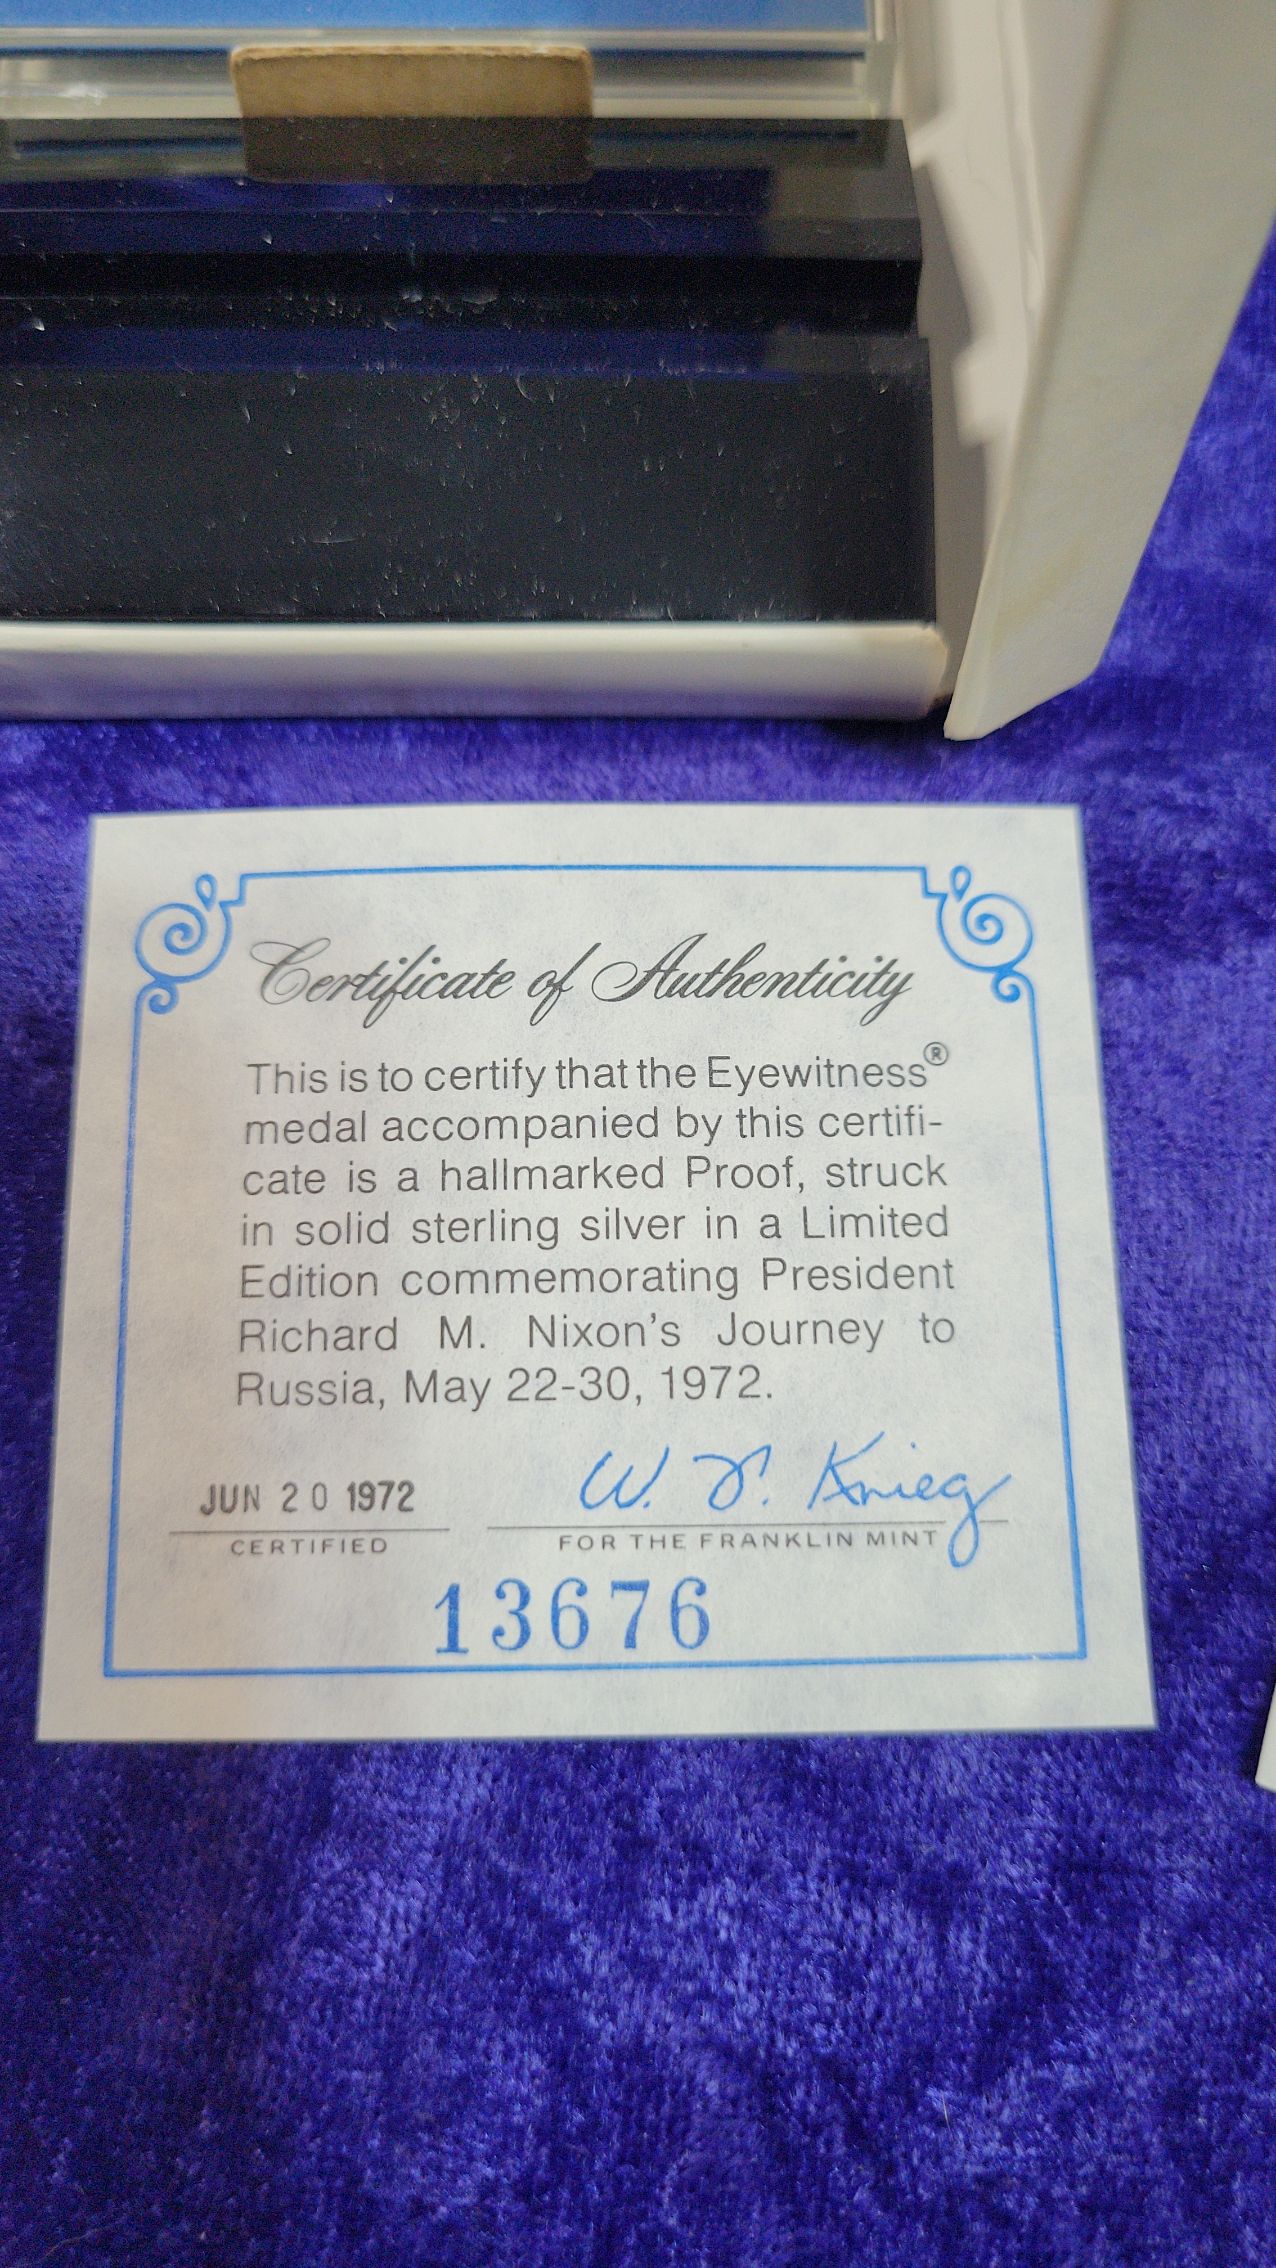 Certificate of Authenticity
This is to certify that the Eyewitness®
medal accompanied by this certifi-
cate is a hallmarked Proof, struck
in solid sterling silver in a Limited
Edition commemorating President
Richard M. Nixon's Journey to
Russia, May 22-30, 1972.
JUN 20 1972 W. F. Krieg
CERTIFIED FOR THE FRANKLIN MINT
13676